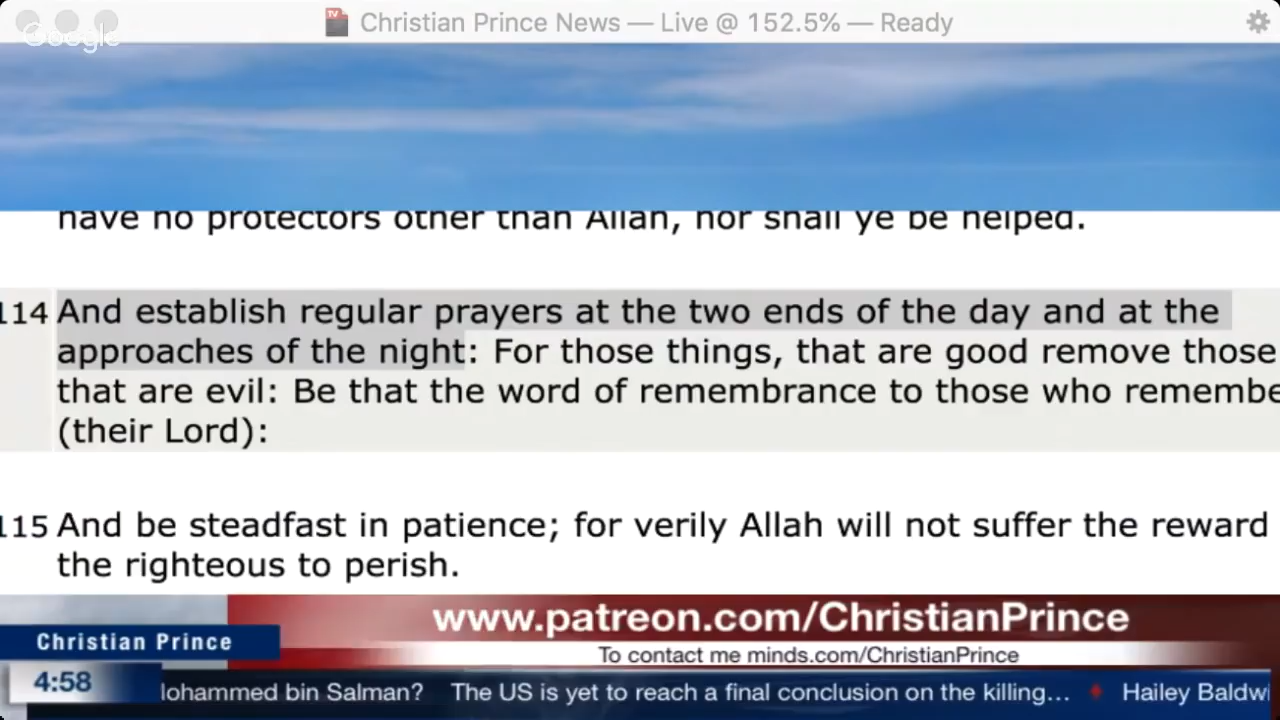 Christian Prince News — Live @ 152.5% — Ready
Google
have no protectors other than Allah, nor shall ye be helped.
114 And establish regular prayers at the two ends of the day and at the
approaches of the night: For those things, that are good remove those
that are evil: Be that the word of remembrance to those who remembe
(their Lord):
115 And be steadfast in patience; for verily Allah will not suffer the reward
the righteous to perish.
www.patreon.com/ChristianPrince
Christian Prince
To contact me minds.com/ChristianPrince
4:58
lohammed bin Salman? The US is yet to reach a final conclusion on the killing... ♦ Hailey Baldwi